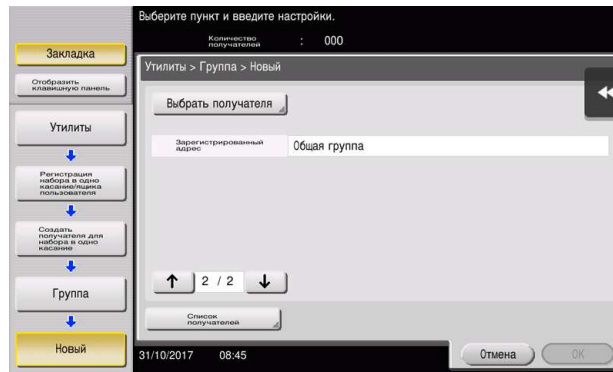 Выберите пункт и введите настройки.
Количество
получателей : 000
Закладка
Отобразить
клавишную панель
Утилиты > Группа > Новый
Выбрать получателя
Утилиты
Зарегистрированный
адрес
Общая группа
Регистрация
набора в одно
касание/ящика
пользователя
Создать
получателя для
набора в одно
касание
Группа
↑ 2 / 2 ↓
Список
получателей
Новый
31/10/2017 08:45
Отмена
OK